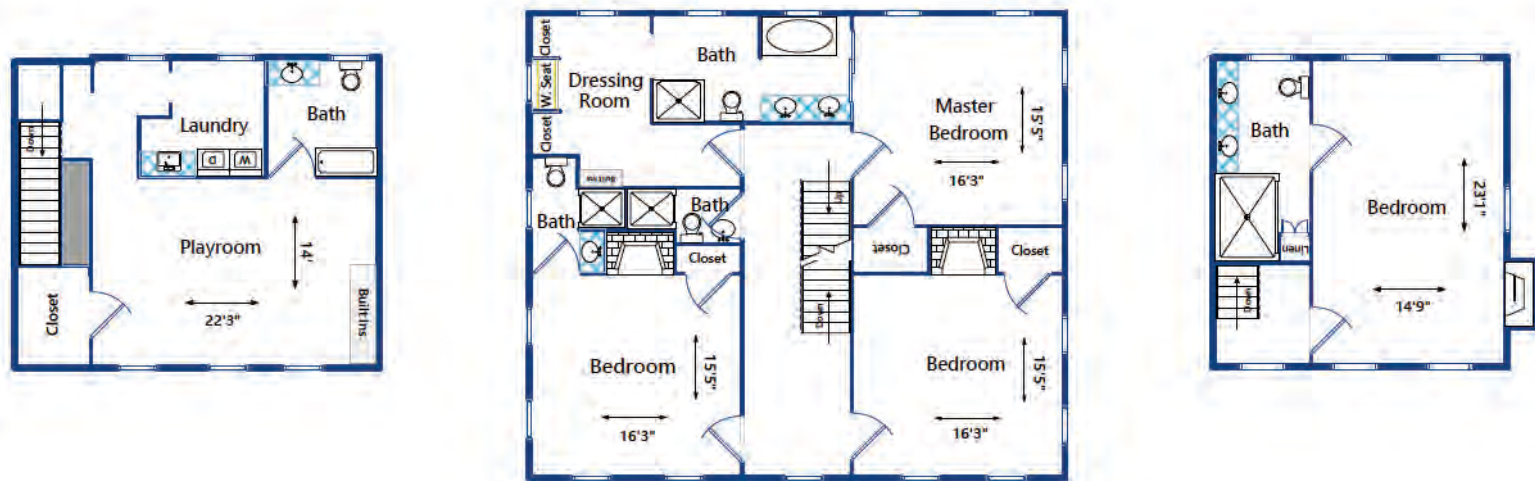 Down
Laundry
D
W
Bath
Playroom
14'
22'3"
Closet
Built Ins
Closet
W. Seat
Closet
Dressing
Room
Bath
Master
Bedroom
15'5"
16'3"
Built Ins
Bath
Bath
Up
Closet
Closet
Closet
Down
Bedroom
15'5"
16'3"
Bedroom
15'5"
16'3"
Bath
Linen
Down
Bedroom
23'1"
14'9"